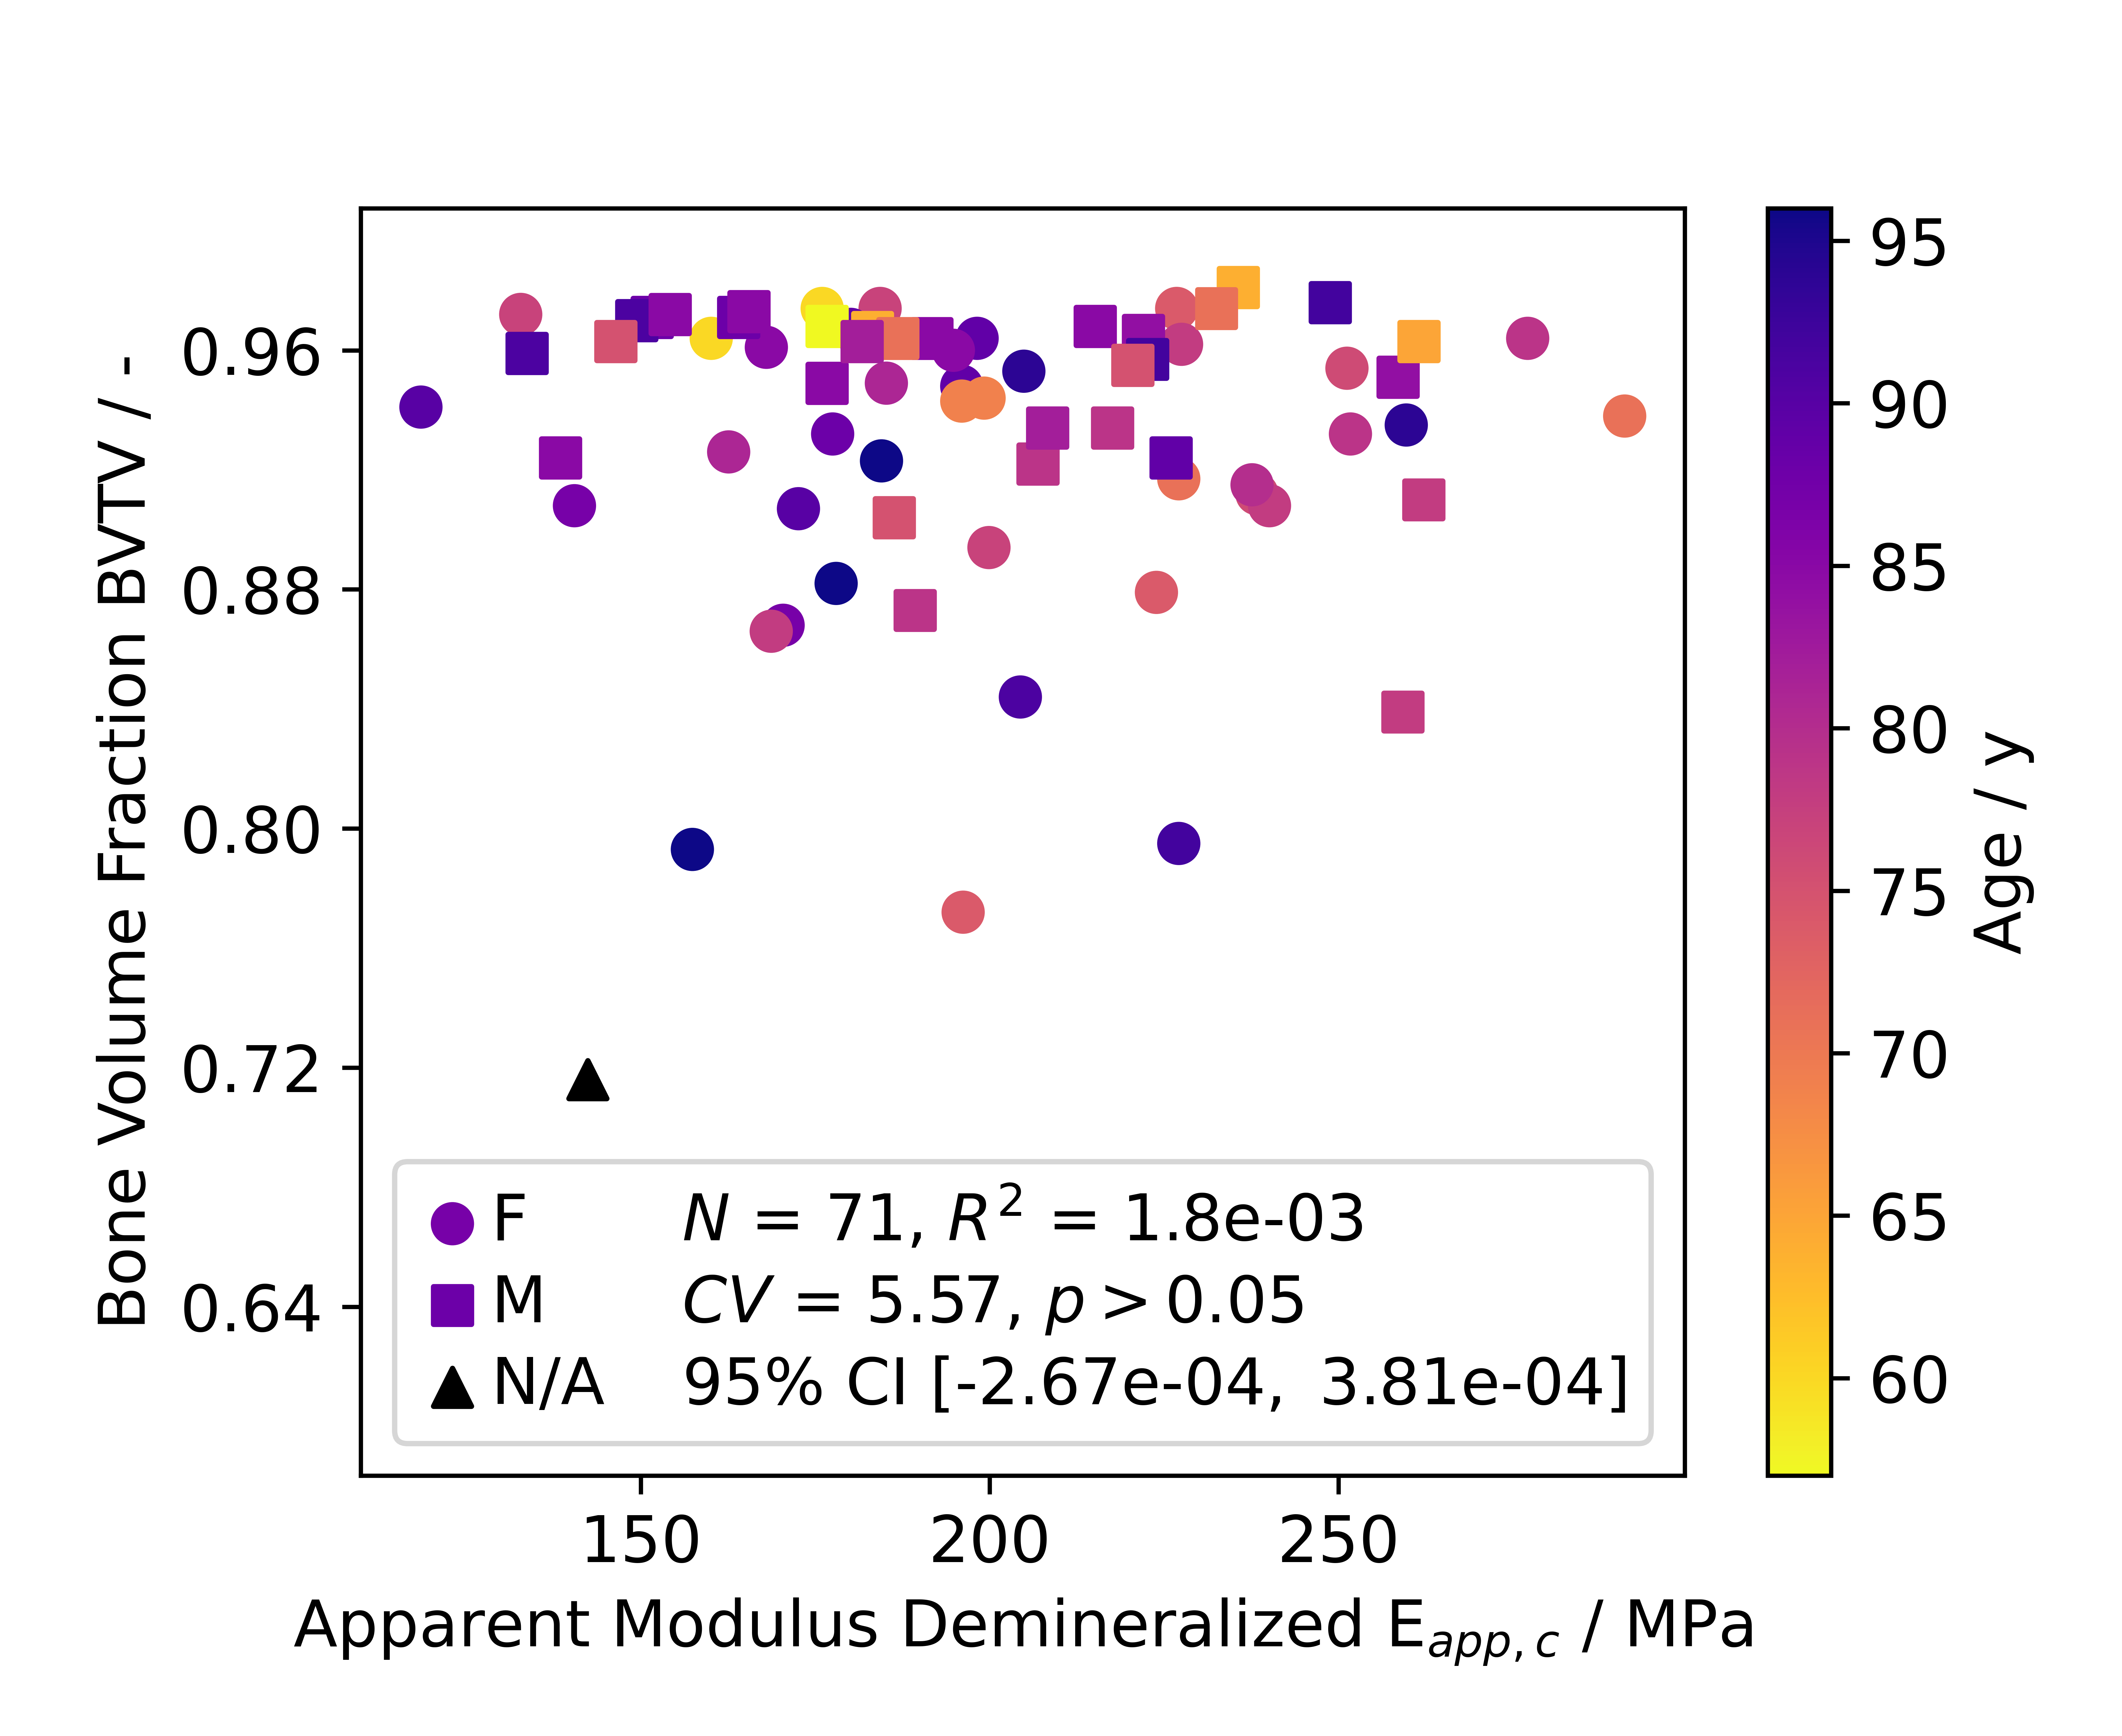 Bone Volume Fraction BVTV / -
0.96
0.88
0.80
0.72
0.64
F
M
N/A
N = 71, R² = 1.8e-03
CV = 5.57, p > 0.05
95% CI [-2.67e-04, 3.81e-04]
150 200 250
Apparent Modulus Demineralized E_app, c / MPa
95
90
85
80
75
70
65
60
Age / y